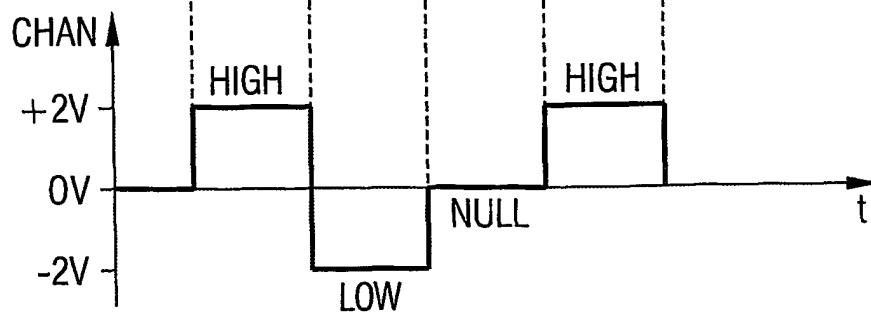 CHAN
HIGH HIGH
+2V
0V
NULL t
-2V
LOW